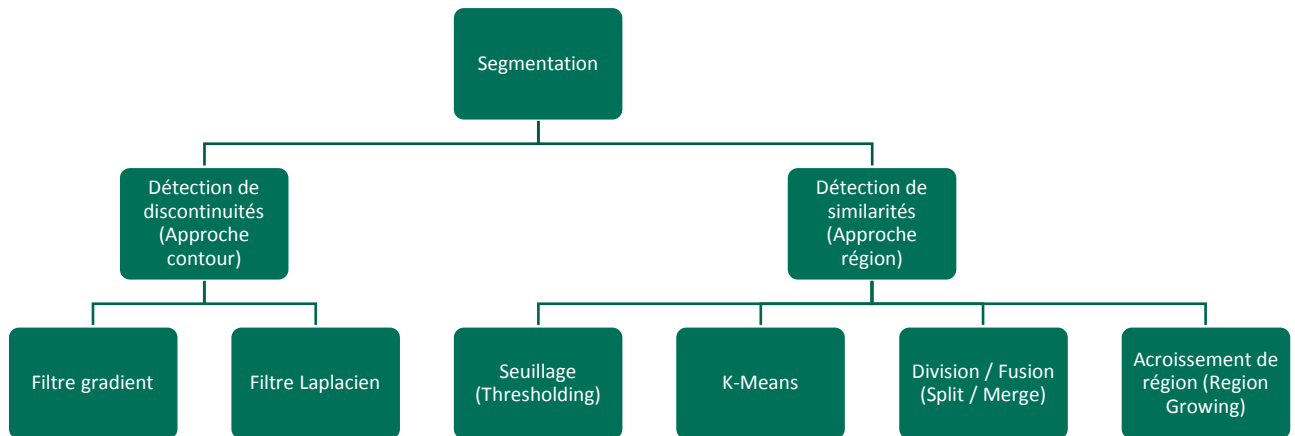 Segmentation
Détection de
discontinuités
(Approche
contour)
Détection de
similarités
(Approche
région)
Filtre gradient
Filtre Laplacien
Seuillage
(Thresholding)
K-Means
Division / Fusion
(Split / Merge)
Acroissement de
région (Region
Growing)